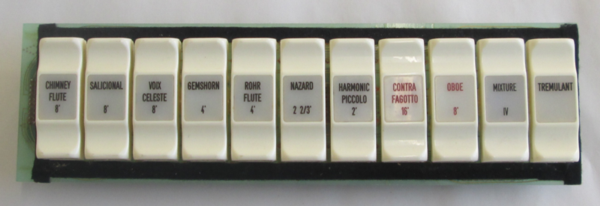 CHIMNEY
FLUTE
8'
SALICIONAL
8'
VOIX
CELESTE
8'
GEMSHORN
4'
ROHR
FLUTE
4'
NAZARD
2 2/3'
HARMONIC
PICCOLO
2'
CONTRA
FAGOTTO
16'
OBOE
8'
MIXTURE
IV
TREMULANT